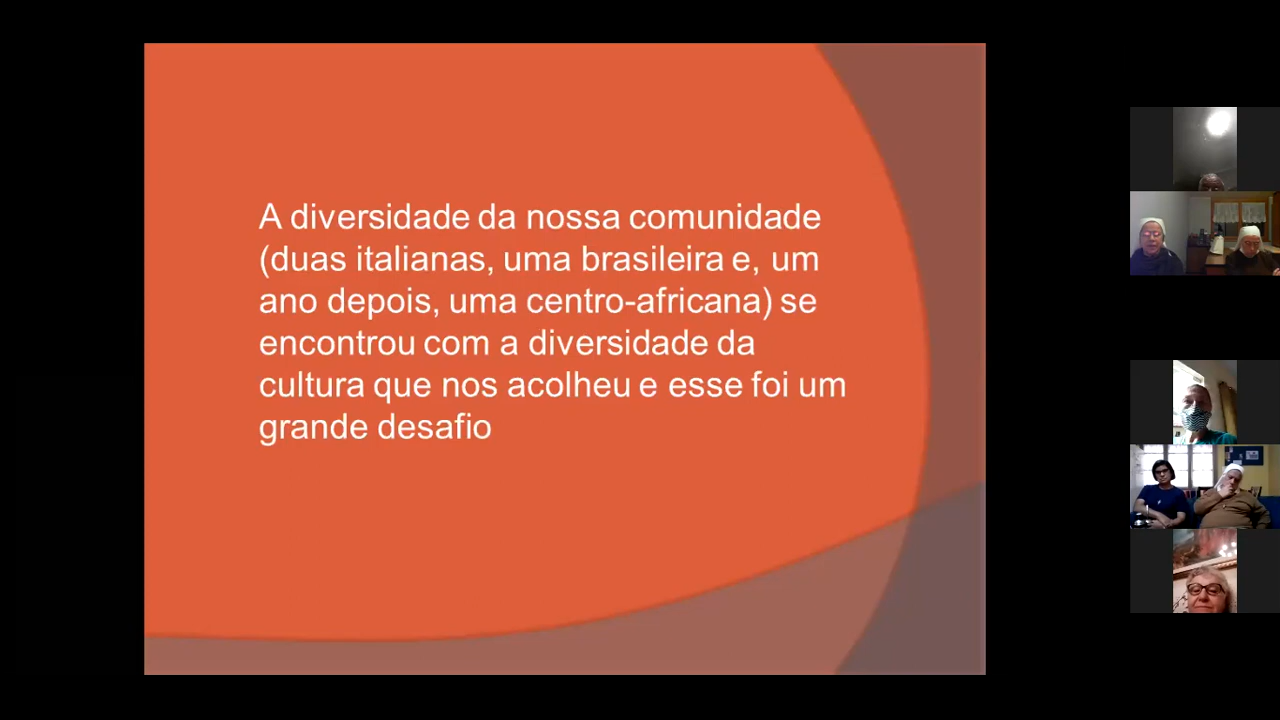 A diversidade da nossa comunidade
(duas italianas, uma brasileira e, um
ano depois, uma centro-africana) se
encontrou com a diversidade da
cultura que nos acolheu e esse foi um
grande desafio